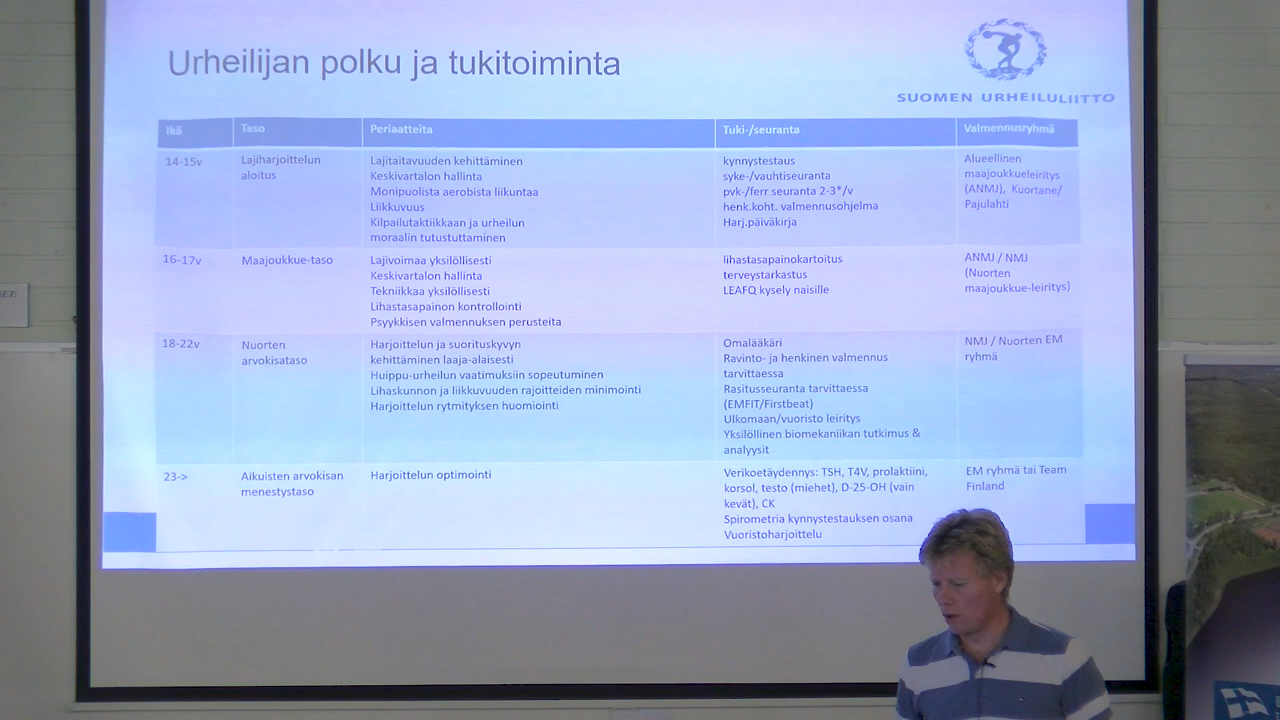 Urheilijan polku ja tukitoiminta
SUOMEN URHEILULIITTO
Ikä
Taso
Periaatteita
Tuki-/seuranta
Valmennusryhmä
14-15v
Lajiharjoittelun
aloitus
Lajitaitavuuden kehittäminen
Keskivartalon hallinta
Monipuolista aerobista liikuntaa
Liikkuvuus
Kilpailutaktiikkaan ja urheilun
moraalin tutustuttaminen
kynnystestaus
syke-/vauhtiseuranta
pvk-/ferr seuranta 2-3*/v
henk.koht. valmennusohjelma
Harj.päiväkirja
Alueellinen
maajoukkueleiritys
(ANMJ), Kuortane/
Pajulahti
16-17v
Maajoukkue-taso
Lajivoimaa yksilöllisesti
Keskivartalon hallinta
Tekniikkaa yksilöllisesti
Lihastasapainon kontrollointi
Psyykkisen valmennuksen perusteita
lihastasapainokartoitus
terveystarkastus
LEAFQ kysely naisille
ANMJ / NMJ
(Nuorten
maajoukkue-leiritys)
18-22v
Nuorten
arvokisataso
Harjoittelun ja suorituskyvyn
kehittäminen laaja-alaisesti
Huippu-urheilun vaatimuksiin sopeutuminen
Lihaskunnon ja liikkuvuuden rajoitteiden minimointi
Harjoittelun rytmityksen huomiointi
Omalääkäri
Ravinto- ja henkinen valmennus
tarvittaessa
Rasitusseuranta tarvittaessa
(EMFIT/Firstbeat)
Ulkomaan/vuoristo leiritys
Yksilöllinen biomekaniikan tutkimus &
analyysit
NMJ / Nuorten EM
ryhmä
23->
Aikuisten arvokisan
menestystaso
Harjoittelun optimointi
Verikoetäydennys: TSH, T4V, prolaktiini,
korsol, testo (miehet), D-25-OH (vain
kevät), CK
Spirometria kynnystestauksen osana
Vuoristoharjoittelu
EM ryhmä tai Team
Finland